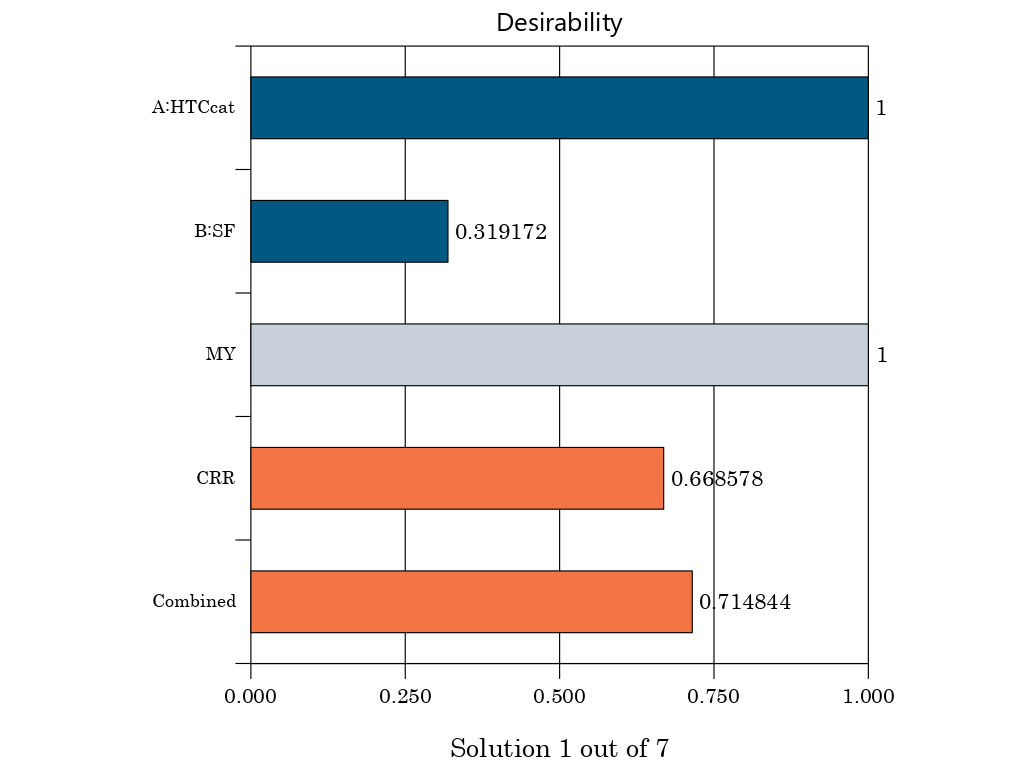 Desirability
A:HTCcat
1
B:SF
0.319172
MY
1
CRR
0.668578
Combined
0.714844
0.000 0.250 0.500 0.750 1.000
Solution 1 out of 7